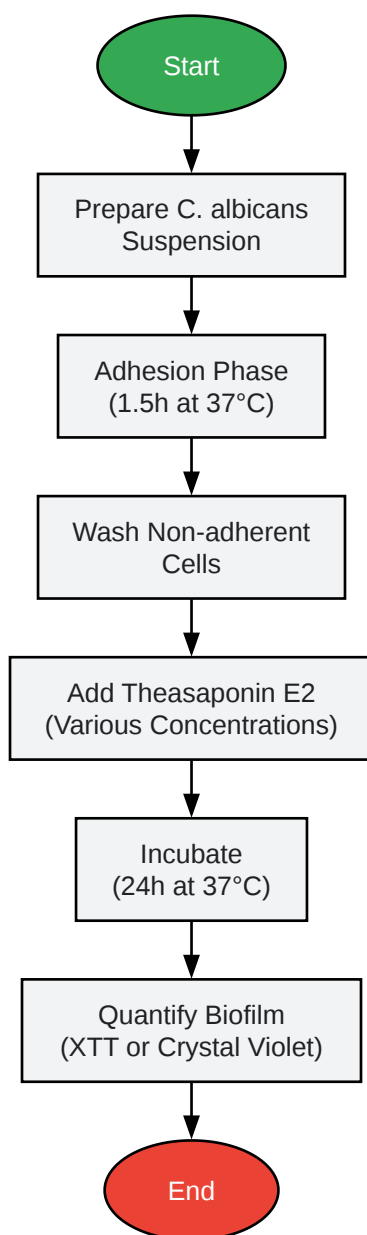 Start
Prepare C. albicans
Suspension
Adhesion Phase
(1.5h at 37°C)
Wash Non-adherent
Cells
Add Theasaponin E2
(Various Concentrations)
Incubate
(24h at 37°C)
Quantify Biofilm
(XTT or Crystal Violet)
End